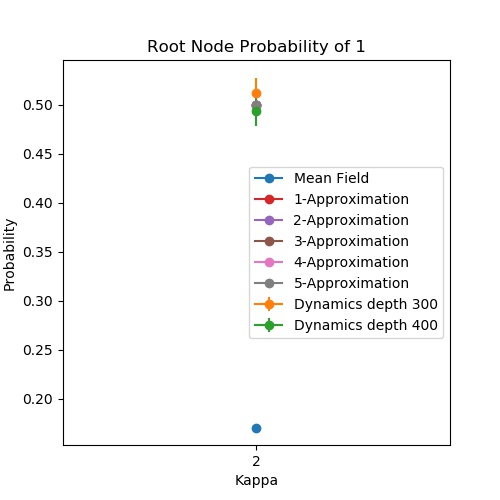 Root Node Probability of 1
Probability
0.50
0.45
0.40
0.35
0.30
0.25
0.20
Mean Field
1-Approximation
2-Approximation
3-Approximation
4-Approximation
5-Approximation
Dynamics depth 300
Dynamics depth 400
2
Kappa